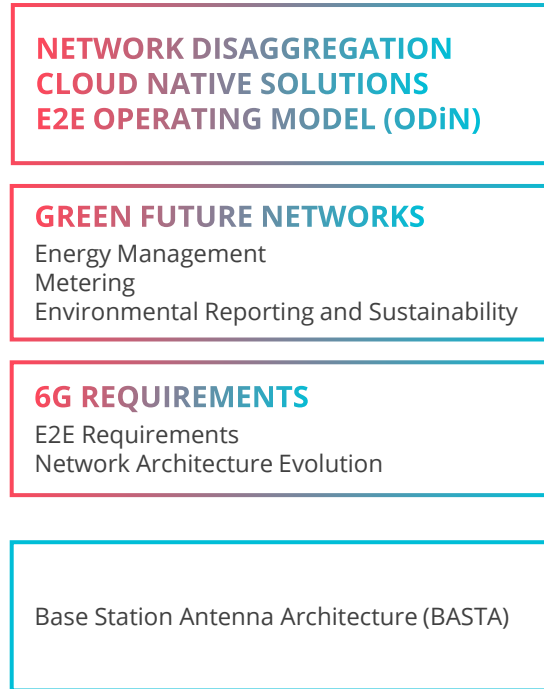 NETWORK DISAGGREGATION
CLOUD NATIVE SOLUTIONS
E2E OPERATING MODEL (ODiN)
GREEN FUTURE NETWORKS
Energy Management
Metering
Environmental Reporting and Sustainability
6G REQUIREMENTS
E2E Requirements
Network Architecture Evolution
Base Station Antenna Architecture (BASTA)